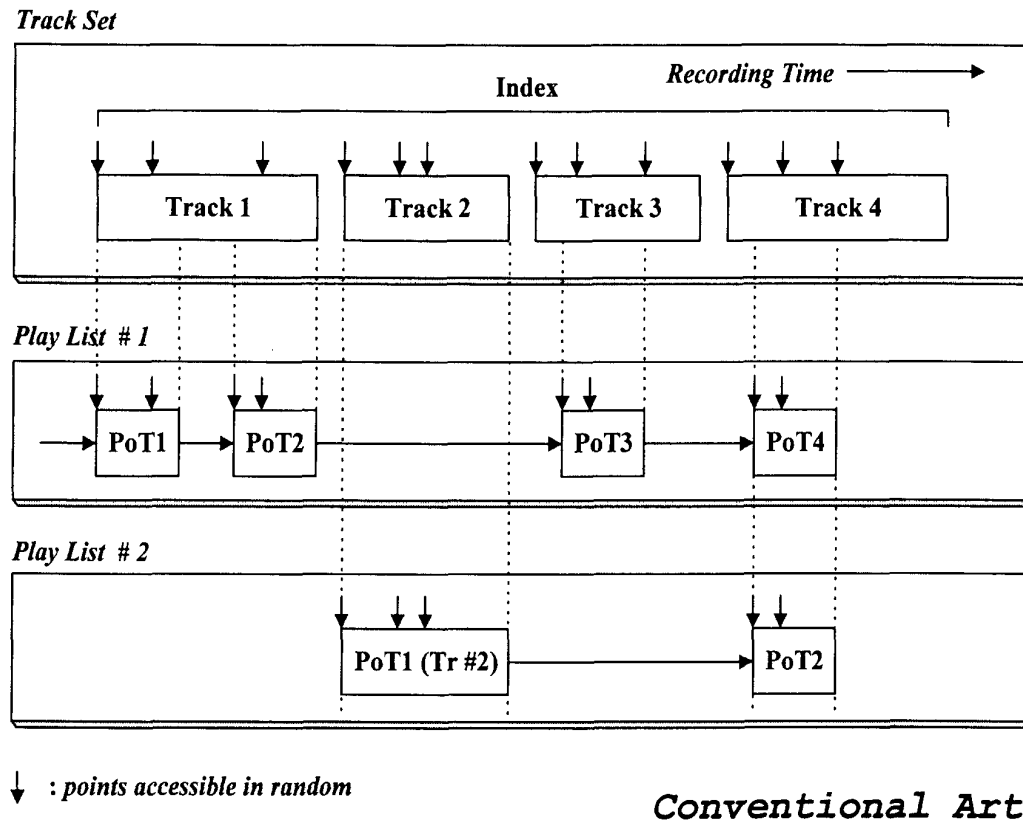 Track Set
Recording Time
Index
Track 1 Track 2 Track 3 Track 4
Play List # 1
PoT1 PoT2 PoT3 PoT4
Play List # 2
PoT1 (Tr #2) PoT2
: points accessible in random
Conventional Art